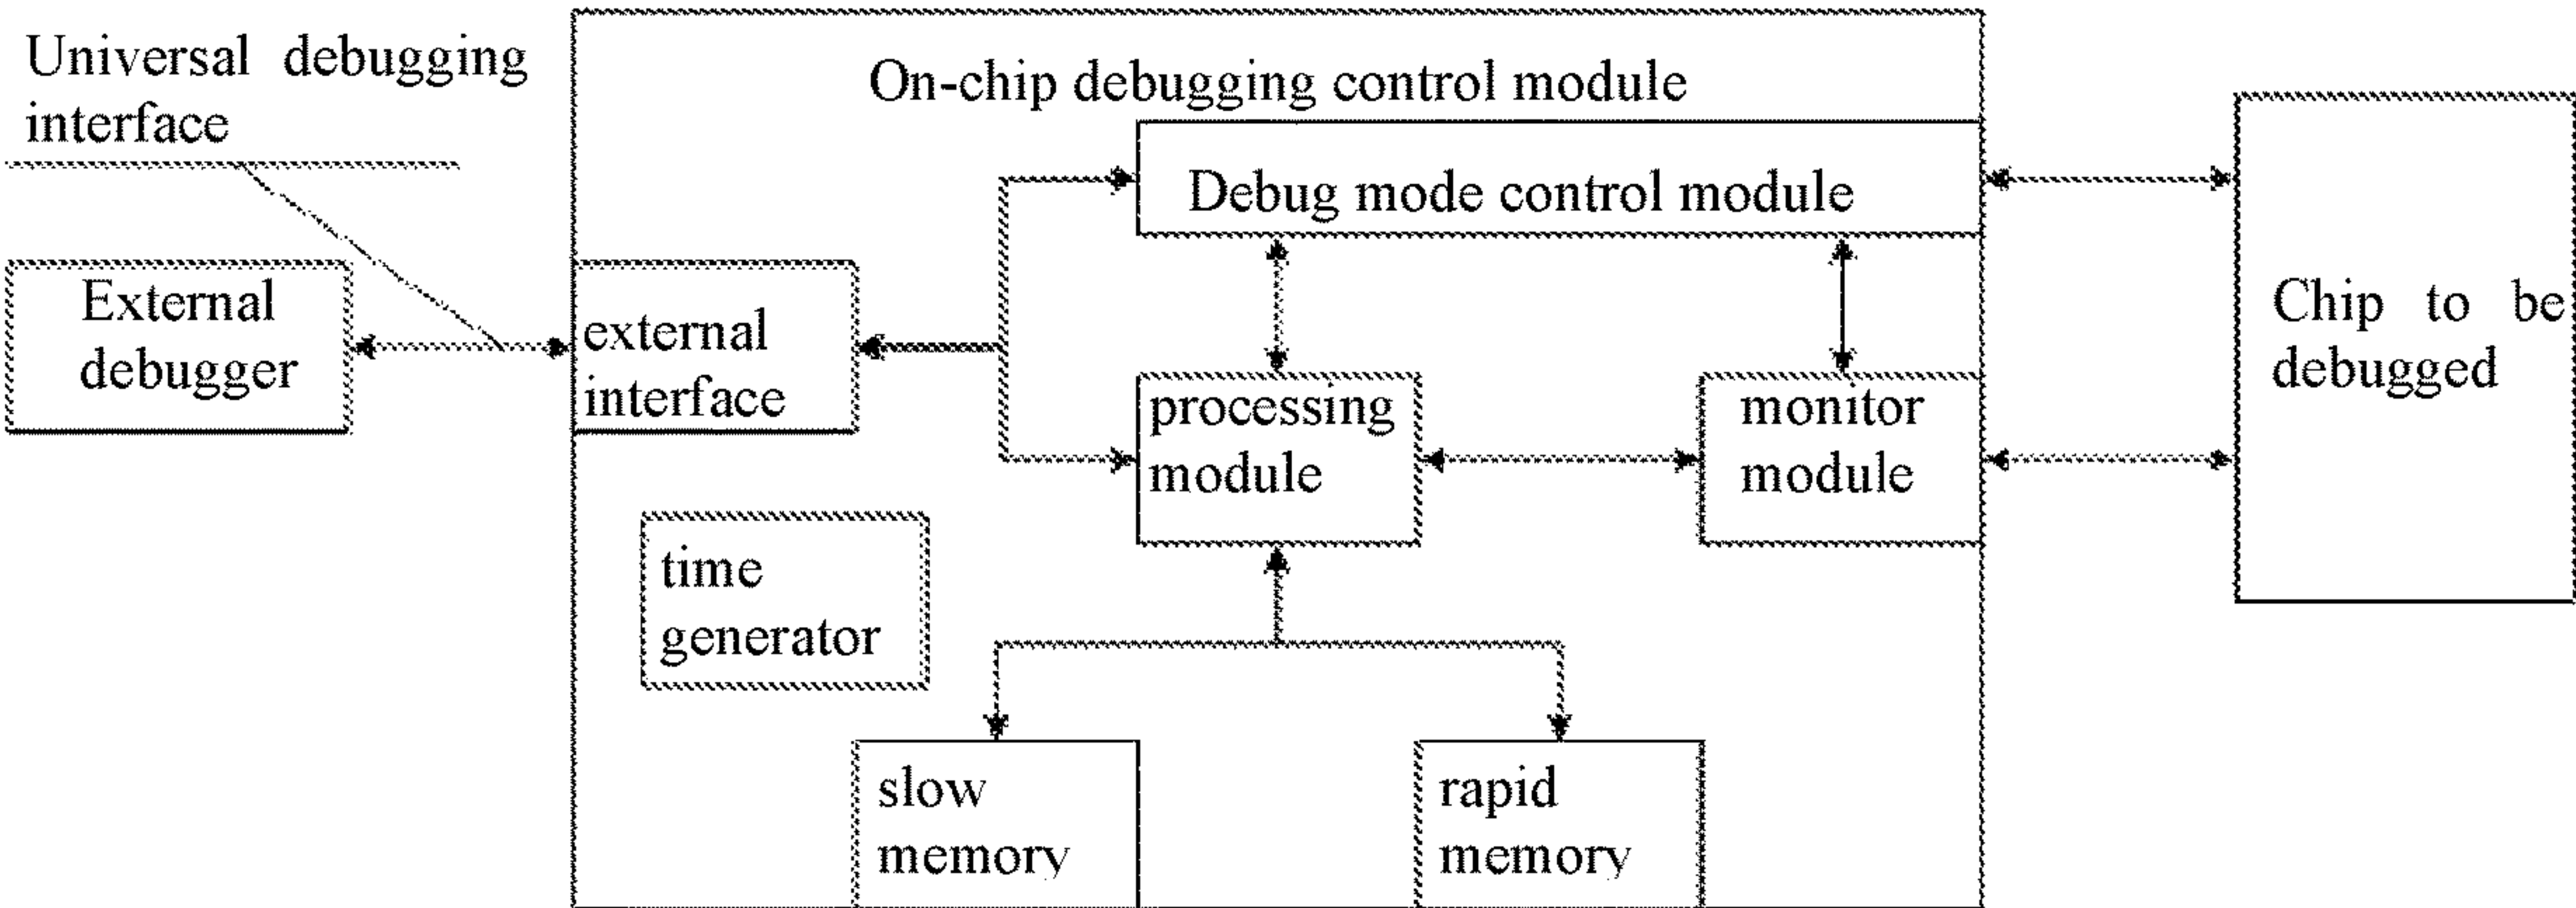 Universal debugging
interface
On-chip debugging control module
Debug mode control module
External
debugger
external
interface
processing
module
monitor
module
Chip to be
debugged
time
generator
slow
memory
rapid
memory